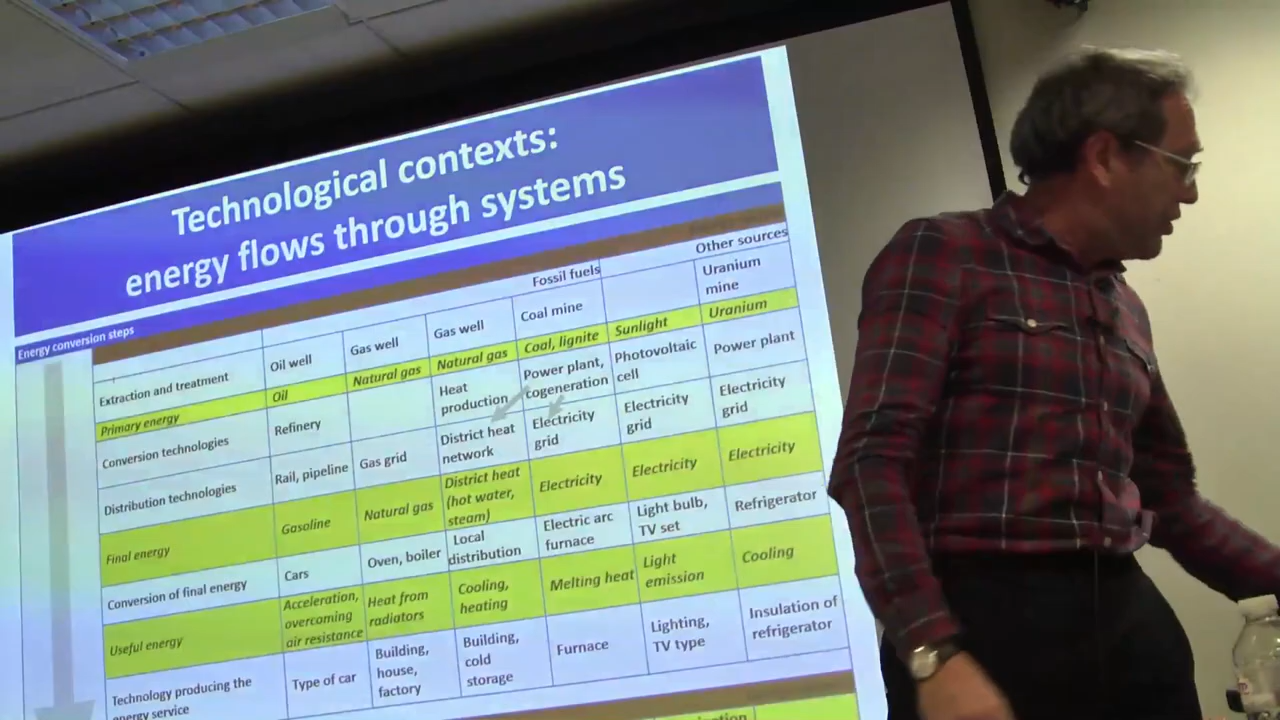 Technological contexts:
energy flows through systems
Energy conversion steps
Fossil fuels
Other sources
Extraction and treatment
Oil well
Gas well
Gas well
Coal mine
Uranium
mine
Primary energy
Oil
Natural gas
Natural gas
Coal, lignite
Sunlight
Uranium
Conversion technologies
Refinery
Heat
production
Power plant,
cogeneration
Photovoltaic
cell
Power plant
Distribution technologies
Rail, pipeline
Gas grid
District heat
network
Electricity
grid
Electricity
grid
Electricity
grid
Final energy
Gasoline
Natural gas
District heat
(hot water,
steam)
Electricity
Electricity
Electricity
Conversion of final energy
Cars
Oven, boiler
Local
distribution
Electric arc
furnace
Light bulb,
TV set
Refrigerator
Useful energy
Acceleration,
overcoming
air resistance
Heat from
radiators
Cooling,
heating
Melting heat
Light
emission
Cooling
Technology producing the
energy service
Type of car
Building,
house,
factory
Building,
cold
storage
Furnace
Lighting,
TV type
Insulation of
refrigerator